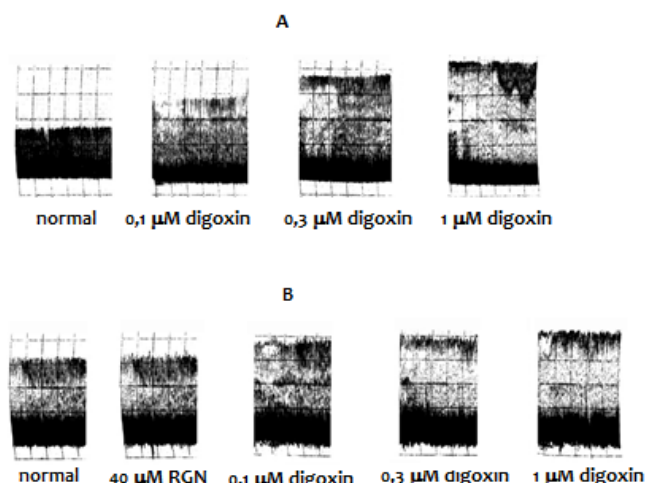 A
normal 0,1 µM digoxin 0,3 µM digoxin 1 µM digoxin
B
normal 40 µM RGN 0,1 µM digoxin 0,3 µM digoxin 1 µM digoxin